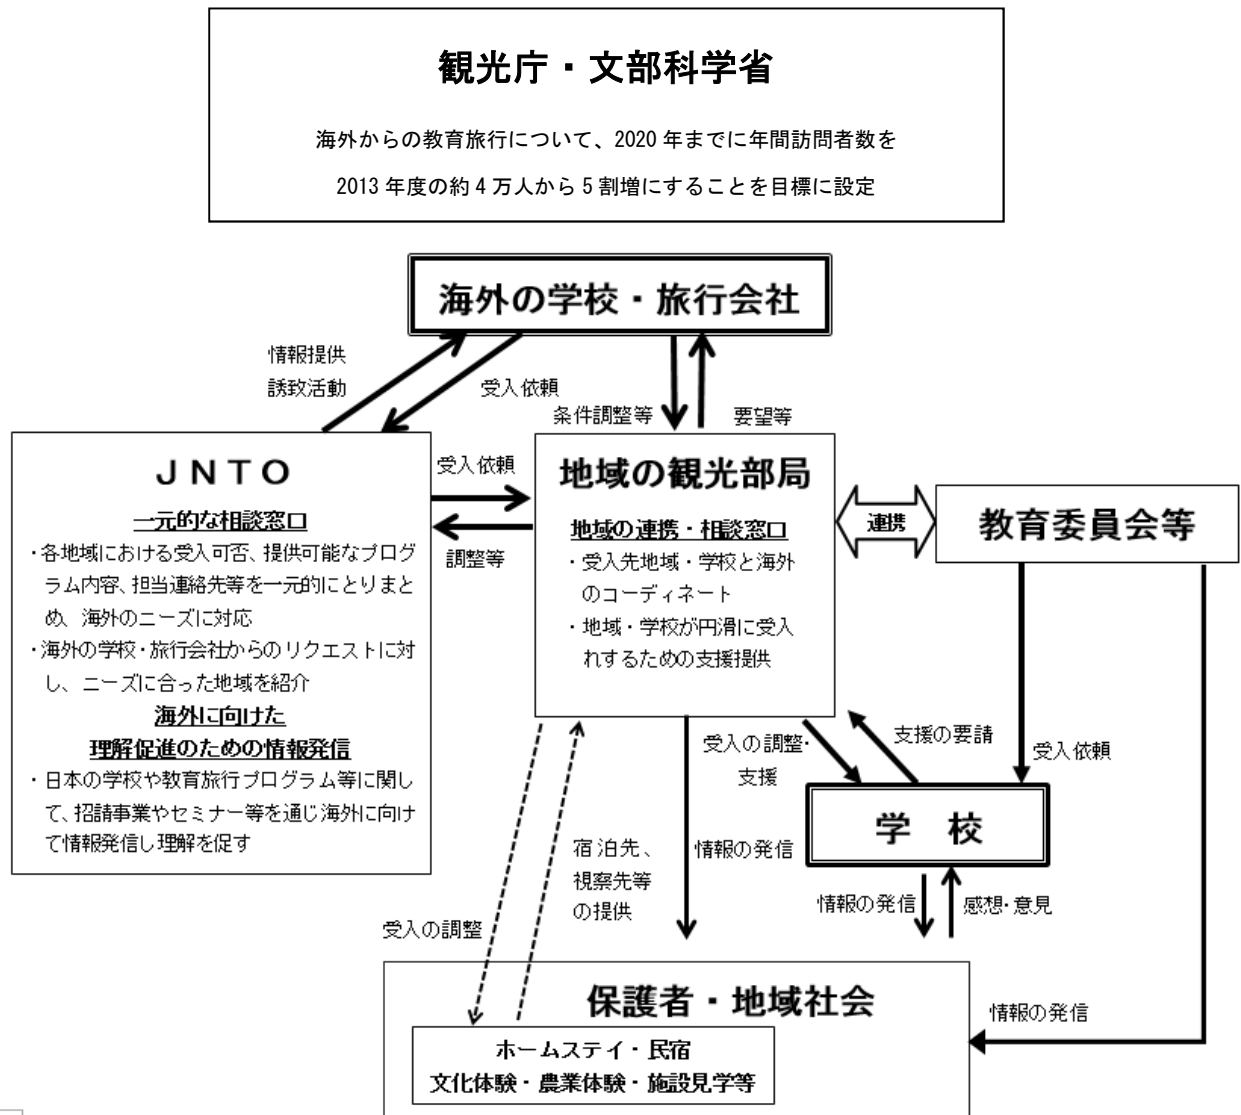 観光庁・文部科学省
海外からの教育旅行について、2020年までに年間訪問者数を
2013年度の約4万人から5割増にすることを目標に設定
海外の学校・旅行会社
情報提供
誘致活動
受入依頼
条件調整等
要望等
JNTO
一元的な相談窓口
・各地域における受入可否、提供可能なプログ
ラム内容、担当連絡先等を一元的にとりまと
め、海外のニーズに対応
・海外の学校・旅行会社からのリクエストに対
し、ニーズに合った地域を紹介
海外に向けた
理解促進のための情報発信
・日本の学校や教育旅行プログラム等に関し
て、招請事業やセミナー等を通じ海外に向け
て情報発信し理解を促す
受入依頼
調整等
地域の観光部局
地域の連携・相談窓口
・受入先地域・学校と海外
のコーディネート
・地域・学校が円滑に受入
れするための支援提供
連携
教育委員会等
受入の調整・
支援
支援の要請
受入依頼
学 校
宿泊先、
視察先等
の提供
情報の発信
情報の発信
感想・意見
受入の調整
保護者・地域社会
情報の発信
ホームステイ・民宿
文化体験・農業体験・施設見学等